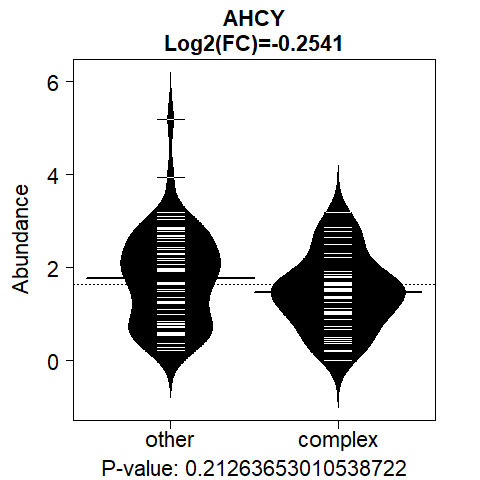 AHCY
Log2(FC)=-0.2541
Abundance
6
4
2
0
other complex
P-value: 0.21263653010538722